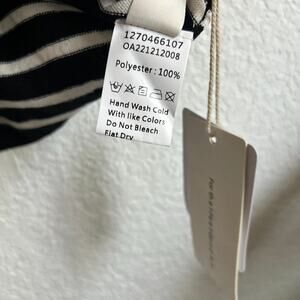 1270466107
OA221212008
Polyester: 100%
Hand Wash Cold
With like Colors
Do Not Bleach
Flat Dry